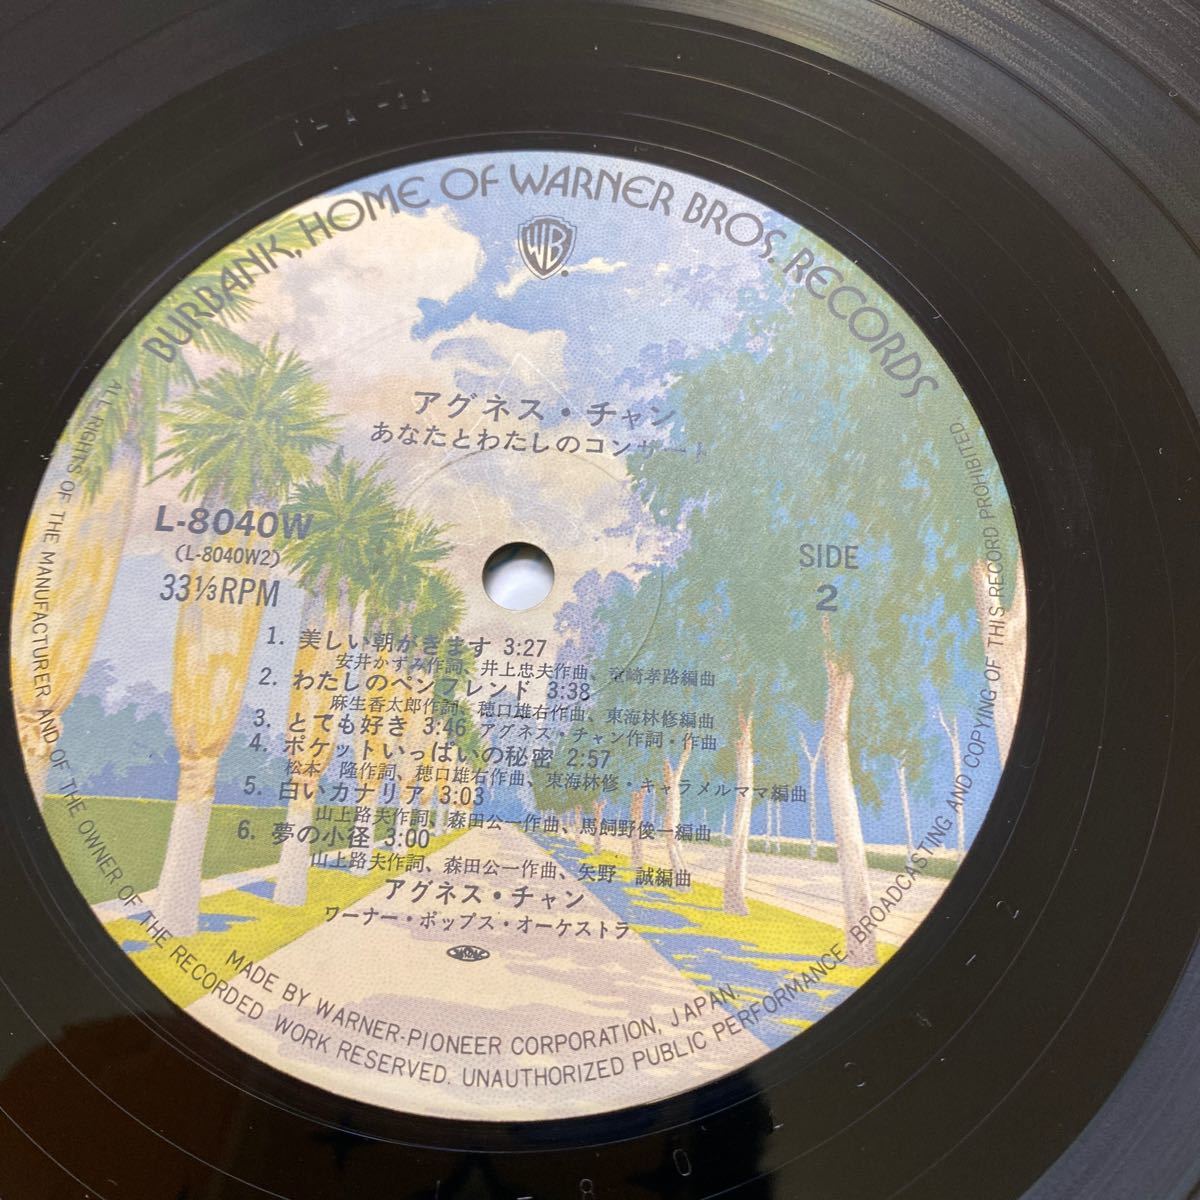 BURBANK, HOME OF WARNER BROS. RECORDS
WB
アグネス・チャン
あなたとわたしのコンサート
L-8040W
(L-8040W2)
33⅓RPM
SIDE
2
1. 美しい朝がきます 3:27
安井かずみ作詞、井上忠夫作曲、竜崎孝路編曲
2. わたしのペンフレンド 3:38
麻生香太郎作詞、穂口雄右作曲、東海林修編曲
3. とても好き 3:46 アグネス・チャン作詞・作曲
4. ポケットいっぱいの秘密 2:57
松本 隆作詞、穂口雄右作曲、東海林修・キャラメルママ編曲
5. 白いカナリア 3:03
山上路夫作詞、森田公一作曲、馬飼野俊一編曲
6. 夢の小径 3:00
山上路夫作詞、森田公一作曲、矢野 誠編曲
アグネス・チャン
ワーナー・ポップス・オーケストラ
MADE BY WARNER-PIONEER CORPORATION, JAPAN.
ALL RIGHTS OF THE MANUFACTURER AND OF THE OWNER OF THE RECORDED WORK RESERVED. UNAUTHORIZED PUBLIC PERFORMANCE, BROADCASTING AND COPYING OF THIS RECORD PROHIBITED